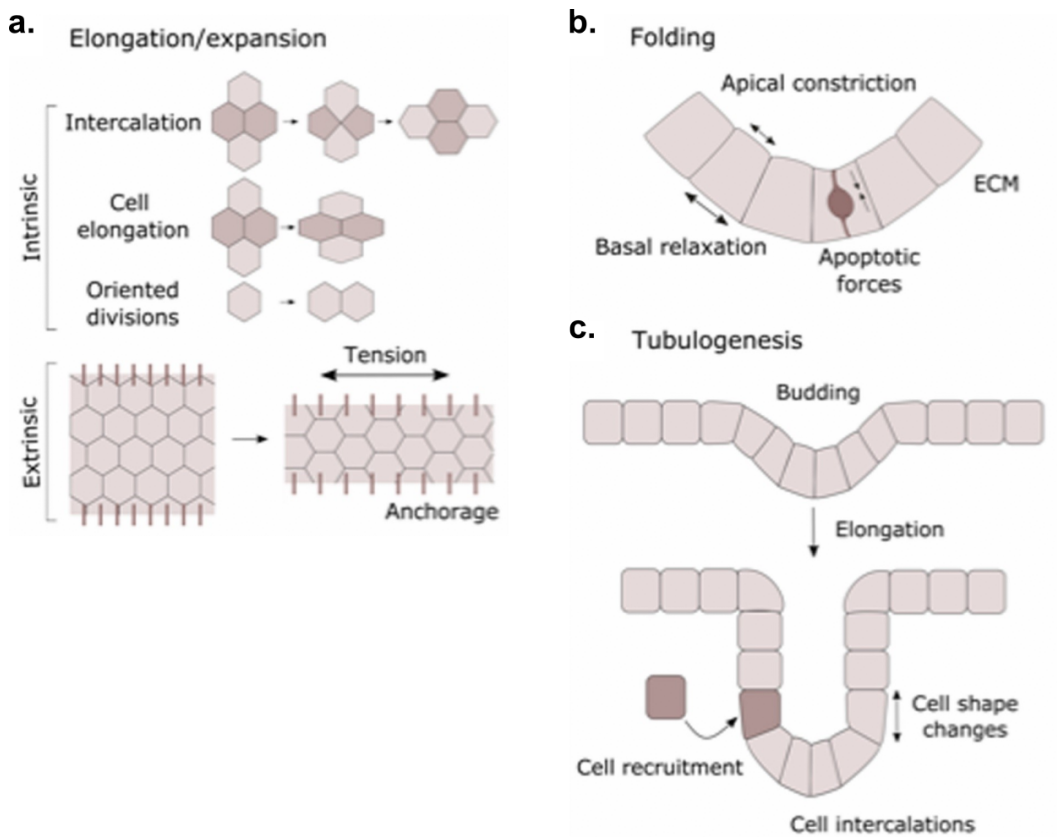 a.
Elongation/expansion
Intrinsic
Intercalation
Cell
elongation
Oriented
divisions
Extrinsic
Tension
Anchorage
b.
Folding
Apical constriction
ECM
Basal relaxation
Apoptotic
forces
c.
Tubulogenesis
Budding
Elongation
Cell shape
changes
Cell recruitment
Cell intercalations